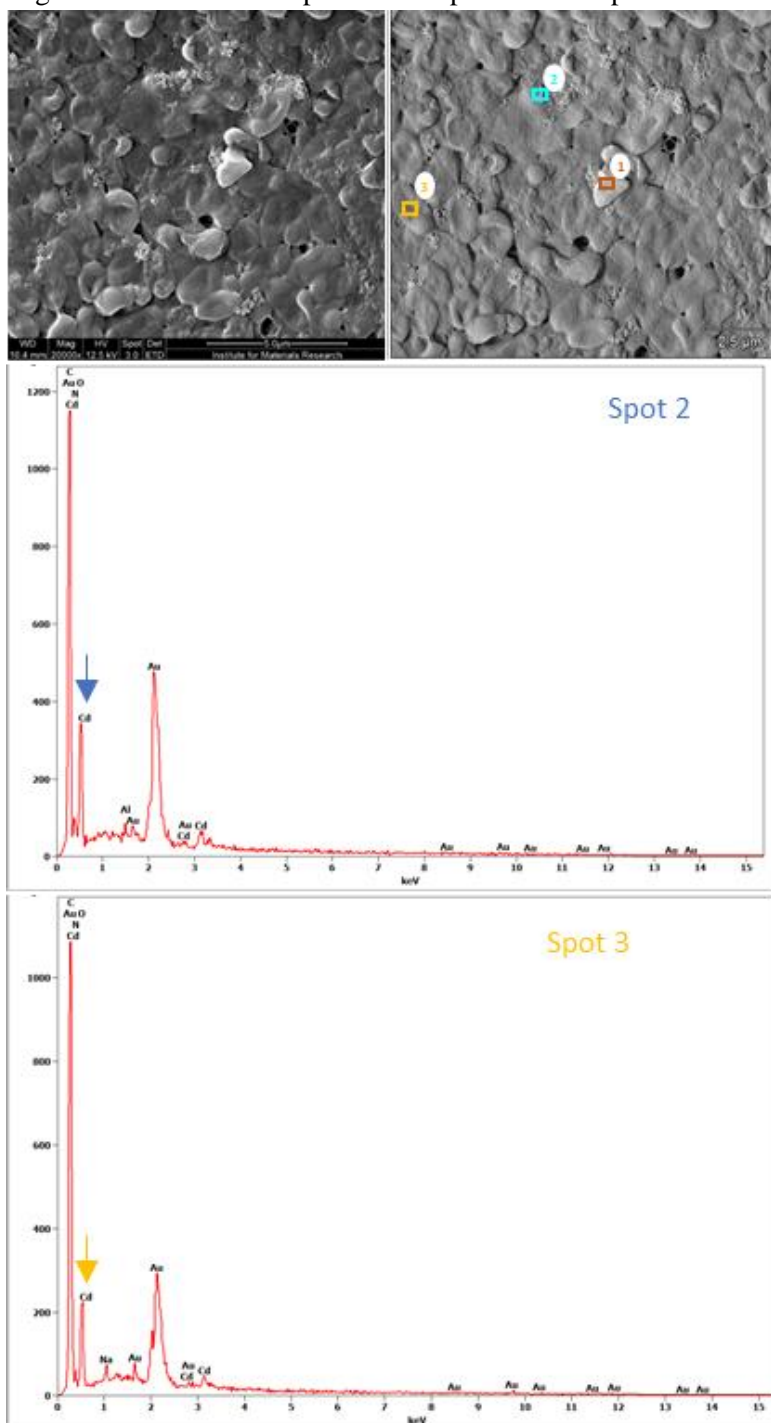 2
1
3
WD Mag HV Spot Det 5.0µm
10.4 mm 20000x 12.5 kV 3.0 ETD Institute for Materials Research
2.5 µm
C
Au O
N
Cd
Spot 2
1200
1000
800
600
400
200
0
Cd
Au
Al
Au
Au
Cd
Cd
Au Au Au Au Au Au Au
0 1 2 3 4 5 6 7 8 9 10 11 12 13 14 15
keV
C
Au O
N
Cd
Spot 3
1000
800
600
400
200
0
Cd
Au
Na
Au
Au
Cd
Cd
Au Au Au Au Au Au Au
0 1 2 3 4 5 6 7 8 9 10 11 12 13 14 15
keV